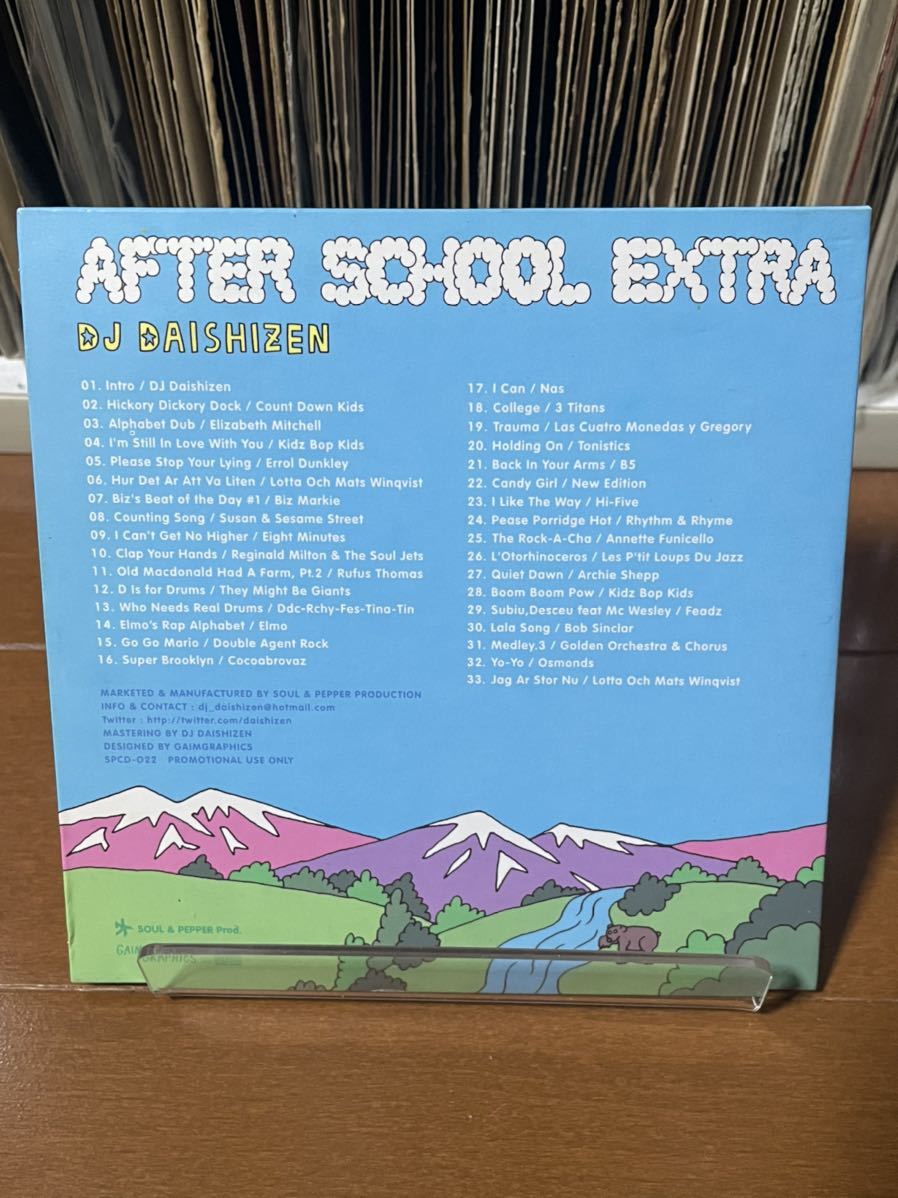 AFTER SCHOOL EXTRA
DJ DAISHIZEN
01. Intro / DJ Daishizen
02. Hickory Dickory Dock / Count Down Kids
03. Alphabet Dub / Elizabeth Mitchell
04. I'm Still In Love With You / Kidz Bop Kids
05. Please Stop Your Lying / Errol Dunkley
06. Hur Det Ar Att Va Liten / Lotta Och Mats Winqvist
07. Biz's Beat of the Day #1 / Biz Markie
08. Counting Song / Susan & Sesame Street
09. I Can't Get No Higher / Eight Minutes
10. Clap Your Hands / Reginald Milton & The Soul Jets
11. Old Macdonald Had A Farm, Pt.2 / Rufus Thomas
12. D Is for Drums / They Might Be Giants
13. Who Needs Real Drums / Ddc-Rchy-Fes-Tina-Tin
14. Elmo's Rap Alphabet / Elmo
15. Go Go Mario / Double Agent Rock
16. Super Brooklyn / Cocoabrovaz
17. I Can / Nas
18. College / 3 Titans
19. Trauma / Las Cuatro Monedas y Gregory
20. Holding On / Tonistics
21. Back In Your Arms / B5
22. Candy Girl / New Edition
23. I Like The Way / Hi-Five
24. Pease Porridge Hot / Rhythm & Rhyme
25. The Rock-A-Cha / Annette Funicello
26. L'Otorhinoceros / Les P'tit Loups Du Jazz
27. Quiet Dawn / Archie Shepp
28. Boom Boom Pow / Kidz Bop Kids
29. Subiu,Desceu feat Mc Wesley / Feadz
30. Lala Song / Bob Sinclar
31. Medley.3 / Golden Orchestra & Chorus
32. Yo-Yo / Osmonds
33. Jag Ar Stor Nu / Lotta Och Mats Winqvist
MARKETED & MANUFACTURED BY SOUL & PEPPER PRODUCTION
INFO & CONTACT : dj_daishizen@hotmail.com
Twitter : http://twitter.com/daishizen
MASTERING BY DJ DAISHIZEN
DESIGNED BY GAIMGRAPHICS
SPCD-022 PROMOTIONAL USE ONLY
SOUL & PEPPER Prod.
GAIM
GRAPHICS